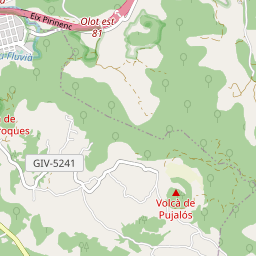 Olot est
81
Eix Pirinenc
Fluvià
de
roques
GIV-5241
Volcà de
Pujalós